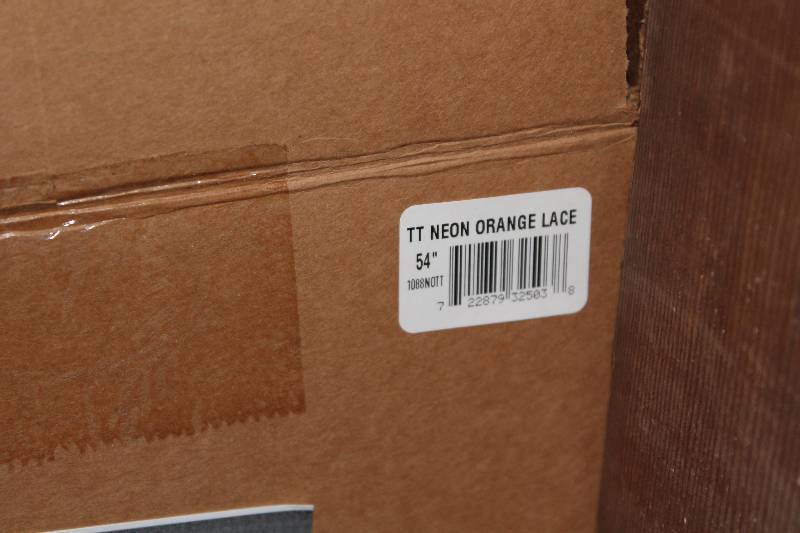 TT NEON ORANGE LACE
54"
1088NOTT
7 22879 32503 8